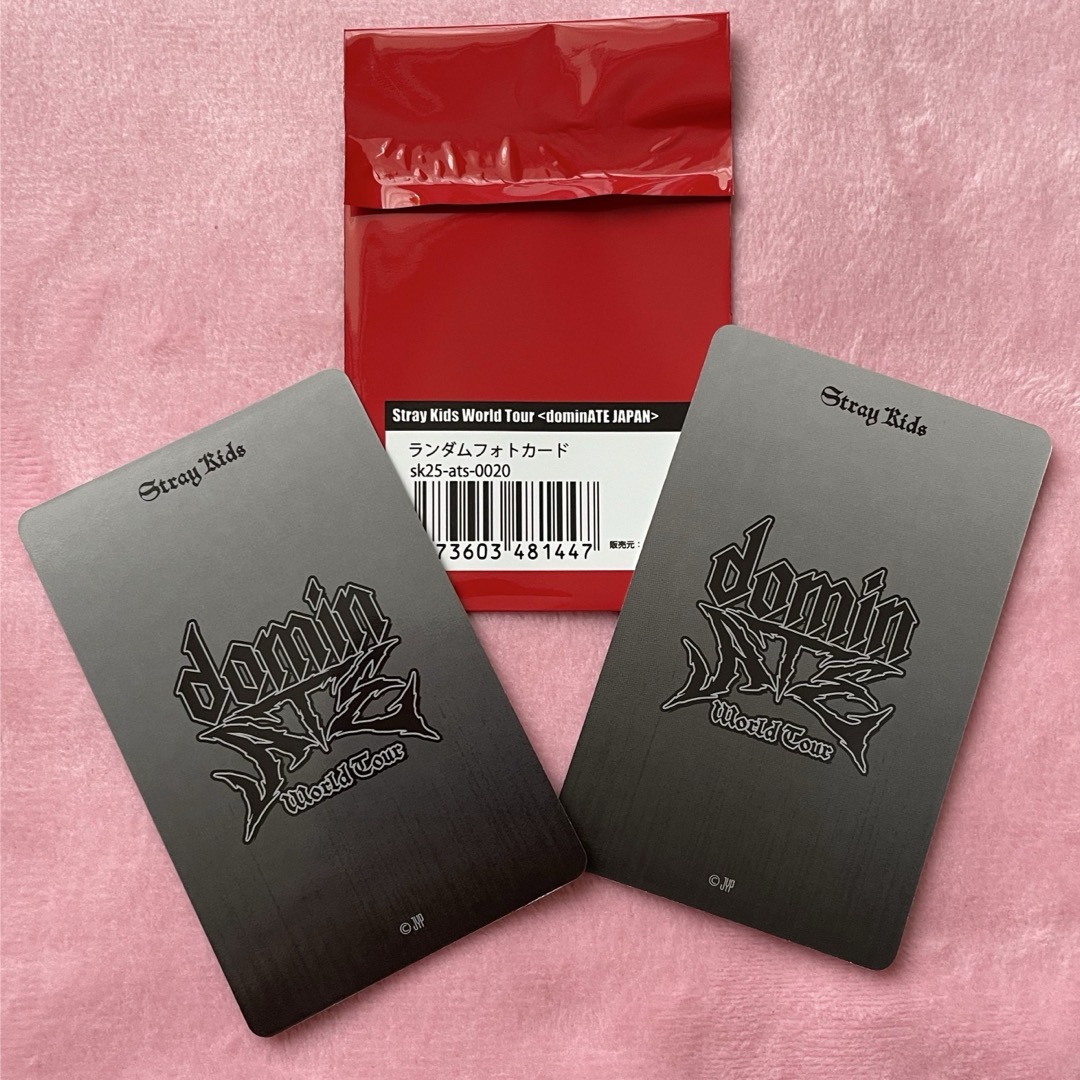 Stray Kids World Tour <dominATE JAPAN>
ランダムフォトカード
sk25-ats-0020
73603 481447
販売元:
Stray Kids
domin
ATE
World Tour
© JYP
Stray Kids
domin
ATE
World Tour
© JYP